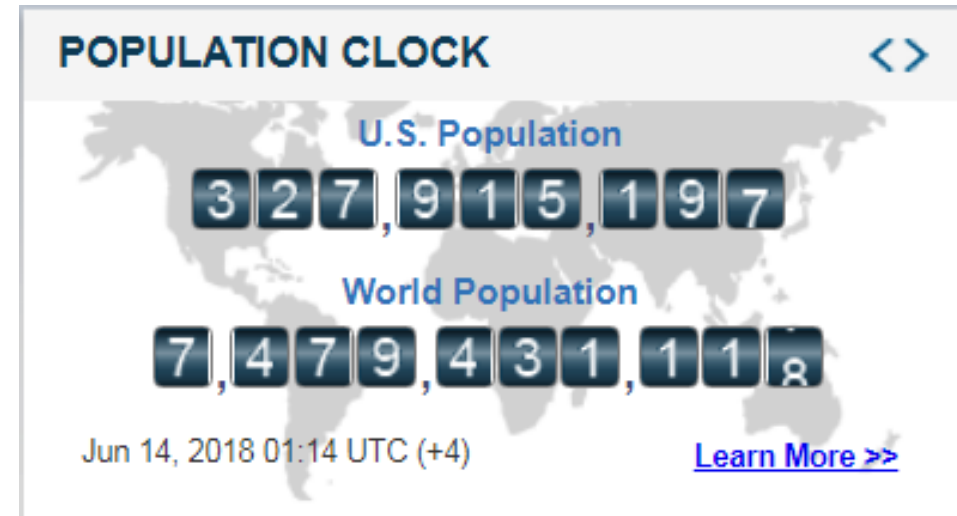 POPULATION CLOCK <>
U.S. Population
327,915,197
World Population
7,479,431,118
Jun 14, 2018 01:14 UTC (+4)
Learn More >>